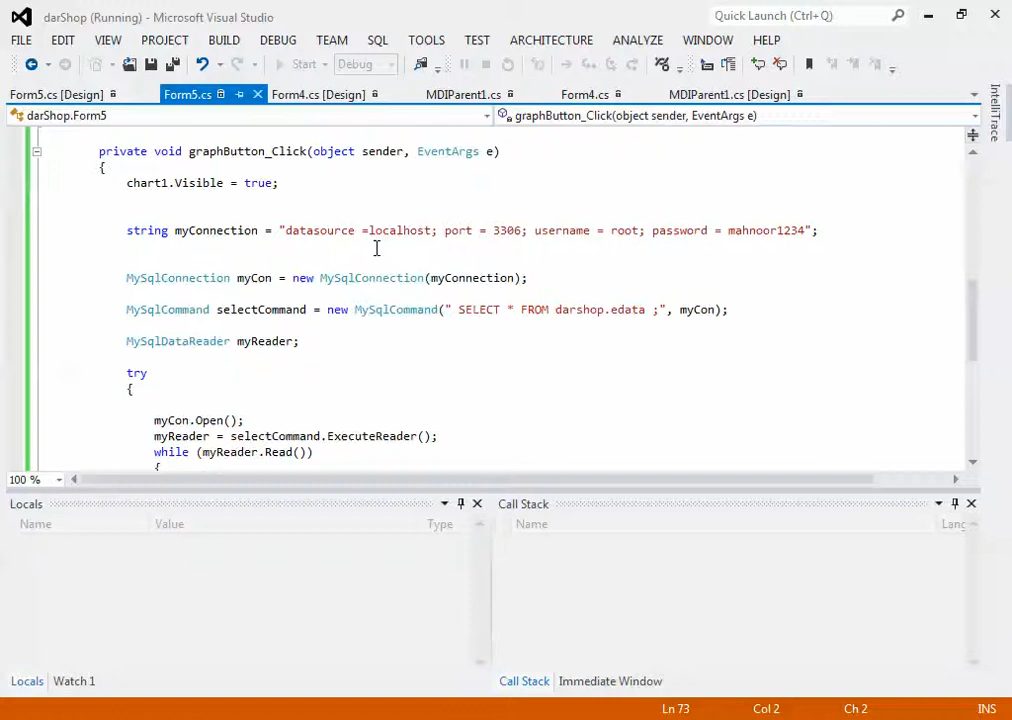 darShop (Running) - Microsoft Visual Studio
Quick Launch (Ctrl+Q)
FILE EDIT VIEW PROJECT BUILD DEBUG TEAM SQL TOOLS TEST ARCHITECTURE ANALYZE WINDOW HELP
Start Debug
Form5.cs [Design] Form5.cs Form4.cs [Design] MDIParent1.cs Form4.cs MDIParent1.cs [Design]
darShop.Form5 graphButton_Click(object sender, EventArgs e)
IntelliTrace
private void graphButton_Click(object sender, EventArgs e)
{
chart1.Visible = true;
string myConnection = "datasource =localhost; port = 3306; username = root; password = mahnoor1234";
MySqlConnection myCon = new MySqlConnection(myConnection);
MySqlCommand selectCommand = new MySqlCommand(" SELECT * FROM darshop.edata ;", myCon);
MySqlDataReader myReader;
try
{
myCon.Open();
myReader = selectCommand.ExecuteReader();
while (myReader.Read())
{
100 %
Locals Call Stack
Name Value Type Name Lang
Locals Watch 1 Call Stack Immediate Window
Ln 73 Col 2 Ch 2 INS